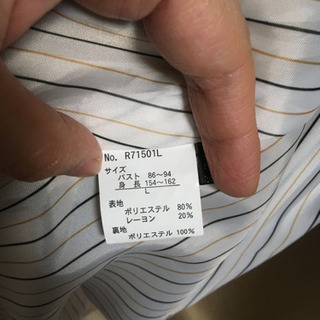 No. R71501L
サイズ
バスト 86〜94
身長 154〜162
L
表地
ポリエステル 80%
レーヨン 20%
裏地
ポリエステル 100%